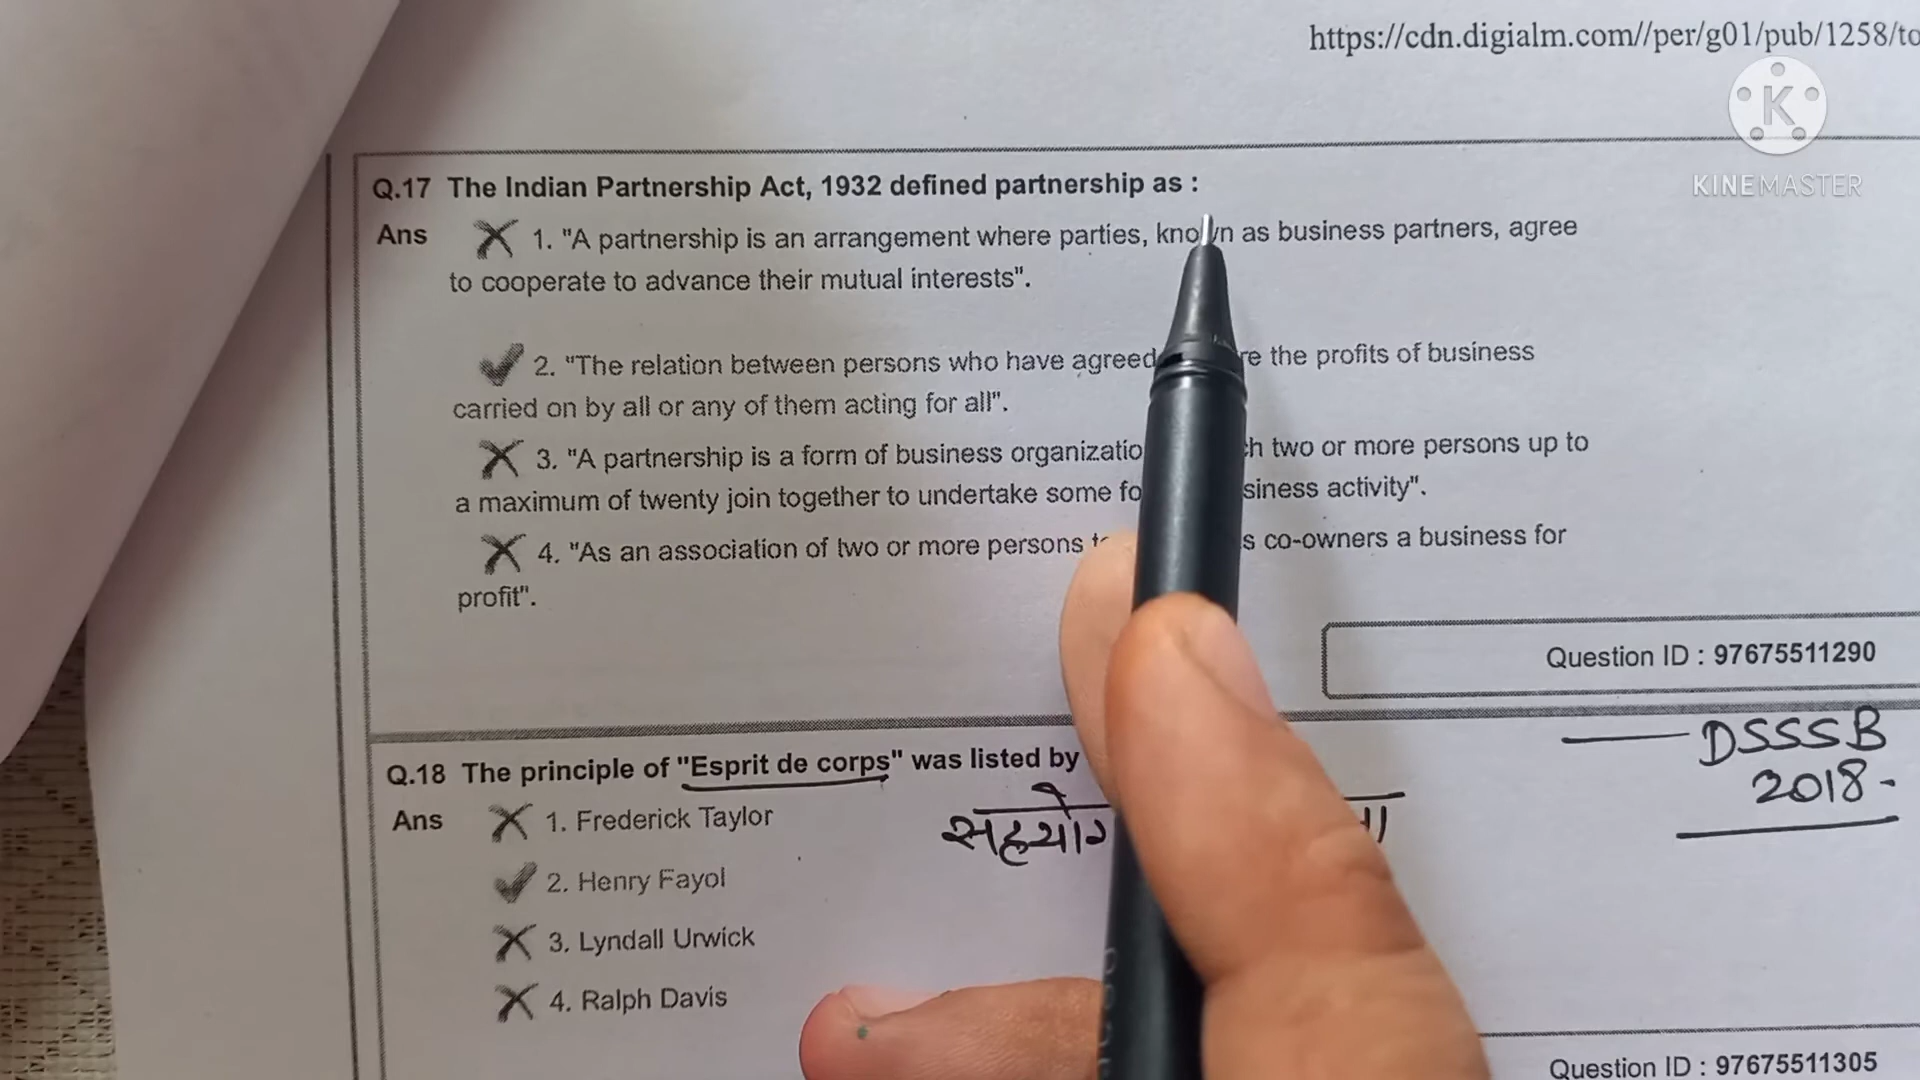 https://cdn.digialm.com//per/g01/pub/1258/to
KINEMASTER
Q.17 The Indian Partnership Act, 1932 defined partnership as :
Ans 1. "A partnership is an arrangement where parties, known as business partners, agree
to cooperate to advance their mutual interests".
2. "The relation between persons who have agreed the profits of business
carried on by all or any of them acting for all".
3. "A partnership is a form of business two or more persons up to
a maximum of twenty join together to undertake some activity".
4. "As an association of two or more persons co-owners a business for
profit".
Question ID : 97675511290
DSSSB
2018-
Q.18 The principle of "Esprit de corps" was listed by
Ans 1. Frederick Taylor
सहयोग
2. Henry Fayol
3. Lyndall Urwick
4. Ralph Davis
Question ID : 97675511305